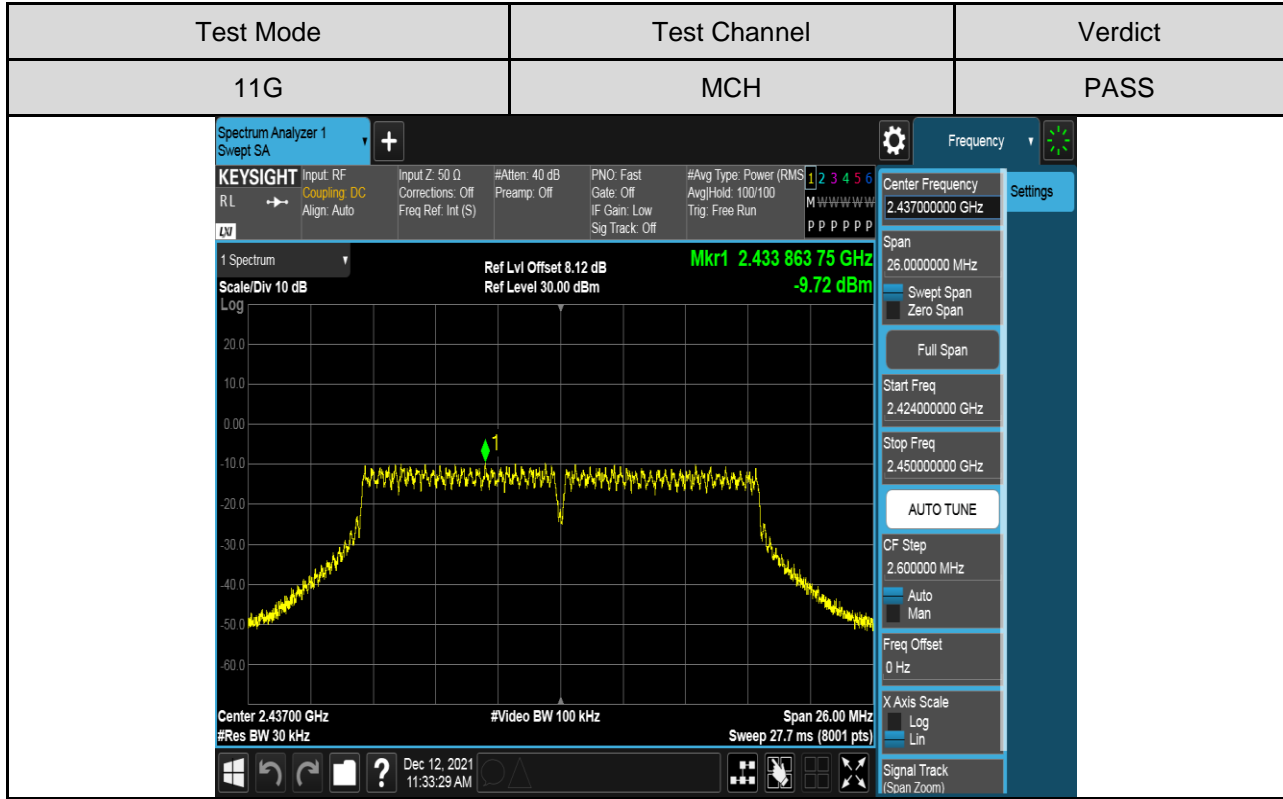 Test Mode Test Channel Verdict
11G MCH PASS
Spectrum Analyzer 1
Swept SA
+
Frequency
KEYSIGHT
RL
LXI
Input: RF
Coupling: DC
Align: Auto
Input Z: 50 Ω
Corrections: Off
Freq Ref: Int (S)
#Atten: 40 dB
Preamp: Off
PNO: Fast
Gate: Off
IF Gain: Low
Sig Track: Off
#Avg Type: Power (RMS
Avg|Hold: 100/100
Trig: Free Run
1 2 3 4 5 6
M W W W W W
P P P P P P
1 Spectrum
Scale/Div 10 dB
Ref Lvl Offset 8.12 dB
Ref Level 30.00 dBm
Mkr1 2.433 863 75 GHz
-9.72 dBm
Log
20.0
10.0
0.00
-10.0
-20.0
-30.0
-40.0
-50.0
-60.0
1
Center 2.43700 GHz
#Res BW 30 kHz
#Video BW 100 kHz
Span 26.00 MHz
Sweep 27.7 ms (8001 pts)
Center Frequency
2.437000000 GHz
Settings
Span
26.0000000 MHz
Swept Span
Zero Span
Full Span
Start Freq
2.424000000 GHz
Stop Freq
2.450000000 GHz
AUTO TUNE
CF Step
2.600000 MHz
Auto
Man
Freq Offset
0 Hz
X Axis Scale
Log
Lin
Signal Track
(Span Zoom)
?
Dec 12, 2021
11:33:29 AM